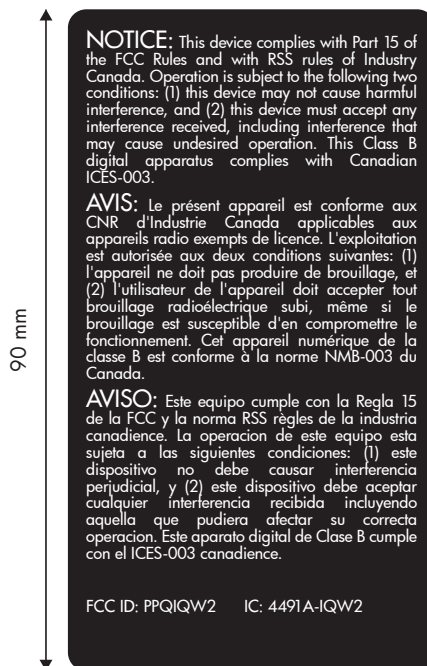 NOTICE: This device complies with Part 15 of
the FCC Rules and with RSS rules of Industry
Canada. Operation is subject to the following two
conditions: (1) this device may not cause harmful
interference, and (2) this device must accept any
interference received, including interference that
may cause undesired operation. This Class B
digital apparatus complies with Canadian
ICES-003.
AVIS: Le présent appareil est conforme aux
CNR d'Industrie Canada applicables aux
appareils radio exempts de licence. L'exploitation
est autorisée aux deux conditions suivantes: (1)
l'appareil ne doit pas produire de brouillage, et
(2) l'utilisateur de l'appareil doit accepter tout
brouillage radioélectrique subi, même si le
brouillage est susceptible d'en compromettre le
fonctionnement. Cet appareil numérique de la
classe B est conforme à la norme NMB-003 du
Canada.
AVISO: Este equipo cumple con la Regla 15
de la FCC y la norma RSS règles de la industria
canadience. La operacion de este equipo esta
sujeta a las siguientes condiciones: (1) este
dispositivo no debe causar interferencia
perjudicial, y (2) este dispositivo debe aceptar
cualquier interferencia recibida incluyendo
aquella que pudiera afectar su correcta
operacion. Este aparato digital de Clase B cumple
con el ICES-003 canadience.
FCC ID: PPQIQW2 IC: 4491A-IQW2
90 mm